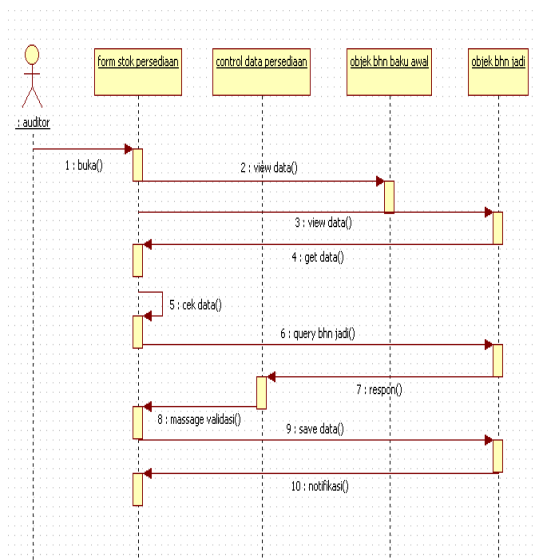 form stok persediaan
control data persediaan
objek bhn baku awal
objek bhn jadi
: auditor
1 : buka()
2 : view data()
3 : view data()
4 : get data()
5 : cek data()
6 : query bhn jadi()
7 : respon()
8 : massage validasi()
9 : save data()
10 : notifikasi()